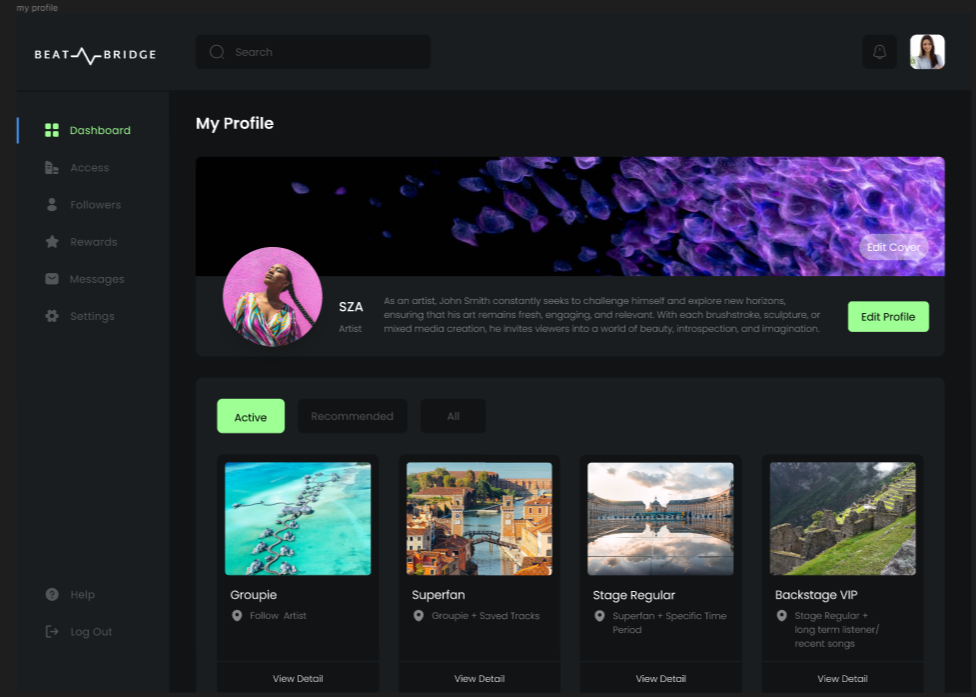 my profile
BEAT BRIDGE
Search
My Profile
Dashboard
Access
Followers
Rewards
Messages
Settings
Help
Log Out
Edit Cover
SZA
Artist
As an artist, John Smith constantly seeks to challenge himself and explore new horizons,
ensuring that his art remains fresh, engaging, and relevant. With each brushstroke, sculpture, or
mixed media creation, he invites viewers into a world of beauty, introspection, and imagination.
Edit Profile
Active
Recommended
All
Groupie
Follow Artist
View Detail
Superfan
Groupie + Saved Tracks
View Detail
Stage Regular
Superfan + Specific Time
Period
View Detail
Backstage VIP
Stage Regular +
long term listener/
recent songs
View Detail